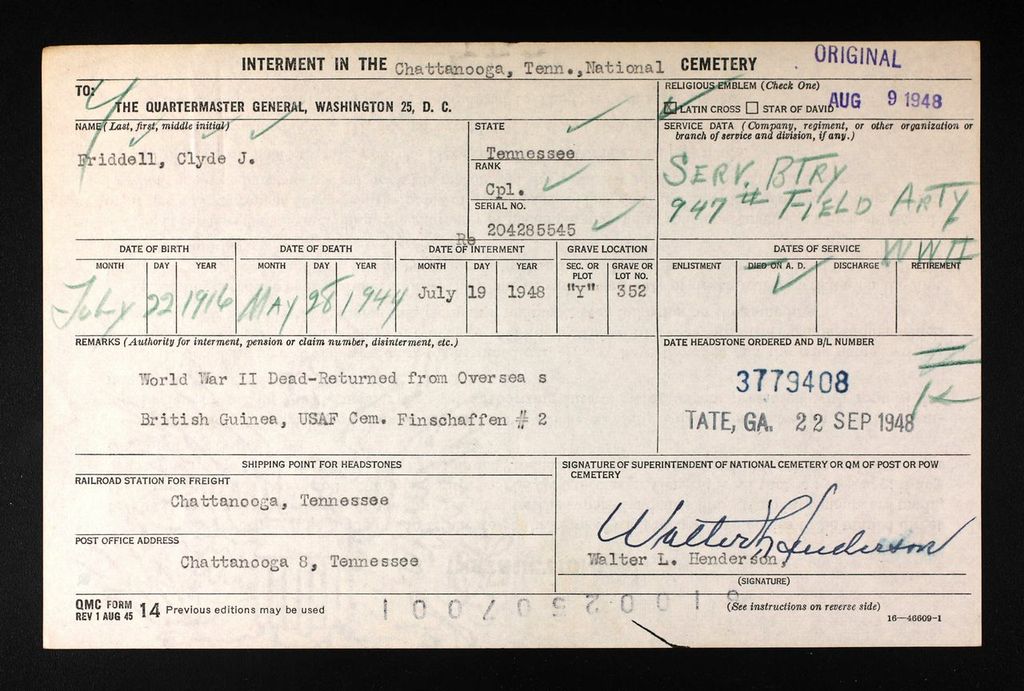 INTERMENT IN THE Chattanooga, Tenn., National CEMETERY
ORIGINAL
TO:
THE QUARTERMASTER GENERAL, WASHINGTON 25, D. C.
RELIGIOUS EMBLEM (Check One)
☒ LATIN CROSS ☐ STAR OF DAVID
AUG 9 1948
NAME (Last, first, middle initial)
Friddell, Clyde J.
STATE
Tennessee
RANK
Cpl.
SERIAL NO.
204285545
SERVICE DATA (Company, regiment, or other organization or branch of service and division, if any.)
SERV. BTRY
947th FIELD ARTY
WWII
DATE OF BIRTH
MONTH DAY YEAR
July 22 1916
DATE OF DEATH
MONTH DAY YEAR
MAY 28 1944
Re
DATE OF INTERMENT
MONTH DAY YEAR
July 19 1948
GRAVE LOCATION
SEC. OR PLOT
GRAVE OR LOT NO.
"Y" 352
DATES OF SERVICE
ENLISTMENT DIED ON A. D. DISCHARGE RETIREMENT
REMARKS (Authority for interment, pension or claim number, disinterment, etc.)
World War II Dead-Returned from Oversea s
British Guinea, USAF Cem. Finschaffen # 2
DATE HEADSTONE ORDERED AND B/L NUMBER
3779408
TATE, GA. 22 SEP 1948
SHIPPING POINT FOR HEADSTONES
RAILROAD STATION FOR FREIGHT
Chattanooga, Tennessee
POST OFFICE ADDRESS
Chattanooga 8, Tennessee
SIGNATURE OF SUPERINTENDENT OF NATIONAL CEMETERY OR QM OF POST OR POW CEMETERY
Walter L. Henderson
Walter L. Henderson,
(SIGNATURE)
QMC FORM 14 Previous editions may be used
REV 1 AUG 45
(See instructions on reverse side)
16—46609-1